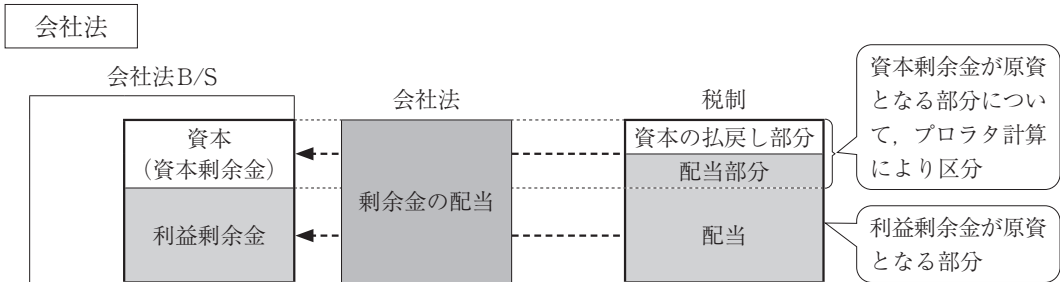 会社法
会社法B/S
会社法
税制
資本
(資本剰余金)
利益剰余金
剰余金の配当
資本の払戻し部分
配当部分
配当
資本剰余金が原資
となる部分につい
て，プロラタ計算
により区分
利益剰余金が原資
となる部分